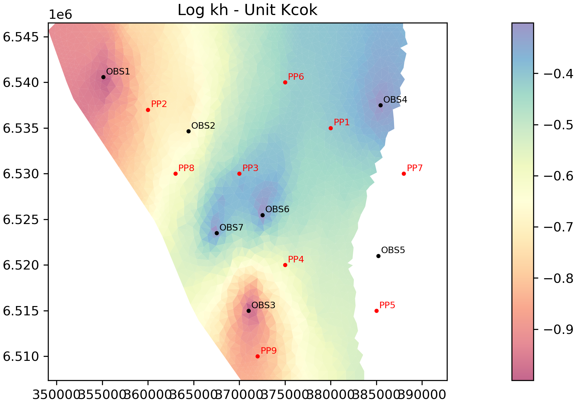 Log kh - Unit Kcok
1e6
6.545
6.540
6.535
6.530
6.525
6.520
6.515
6.510
OBS1
PP6
PP2
OBS4
OBS2
PP1
PP8
PP3
PP7
OBS6
OBS7
OBS5
PP4
OBS3
PP5
PP9
350000 355000 360000 365000 370000 375000 380000 385000 390000
−0.4
−0.5
−0.6
−0.7
−0.8
−0.9